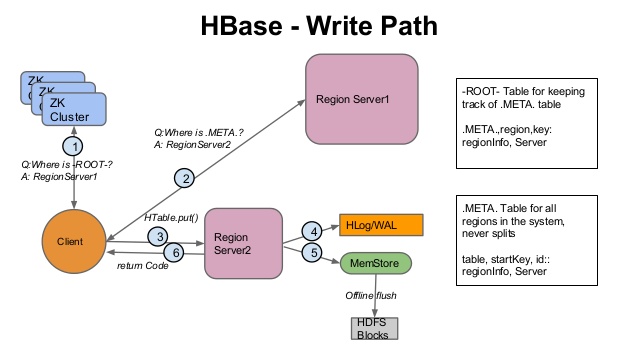 HBase - Write Path
ZK
ZK
ZK
Cluster
Region Server1
-ROOT- Table for keeping
track of .META. table
.META.,region,key:
regionInfo, Server
1
Q:Where is -ROOT-?
A: RegionServer1
Q:Where is .META.?
A: RegionServer2
2
.META. Table for all
regions in the system,
never splits
table, startKey, id::
regionInfo, Server
Client
HTable.put()
3
6
return Code
Region
Server2
4
5
HLog/WAL
MemStore
Offline flush
HDFS
Blocks